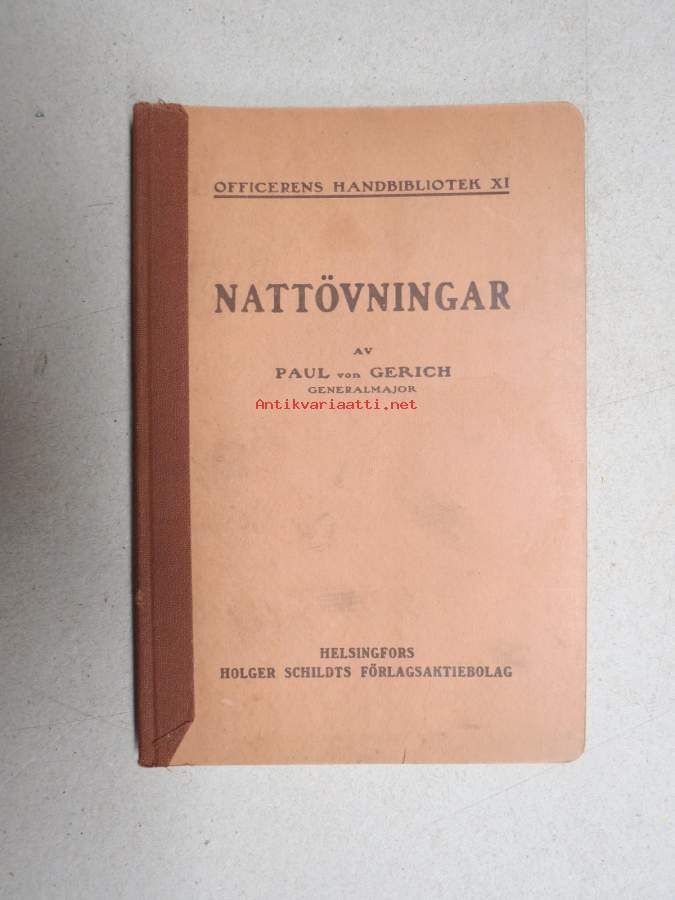 OFFICERENS HANDBIBLIOTEK XI
NATTÖVNINGAR
AV
PAUL von GERICH
GENERALMAJOR
Antikvariaatti.net
HELSINGFORS
HOLGER SCHILDTS FÖRLAGSAKTIEBOLAG